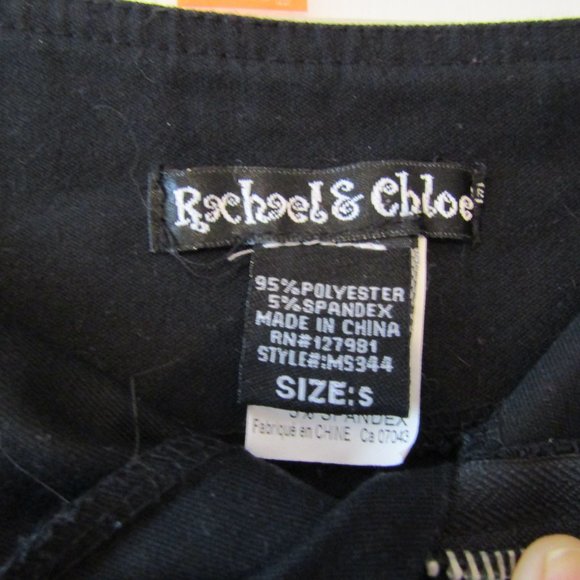 Rachael & Chloe
95%POLYESTER
5%SPANDEX
MADE IN CHINA
RN#127981
STYLE#:MS344
SIZE:S
5% SPANDEX
Fabrique en CHINE Ca 07043